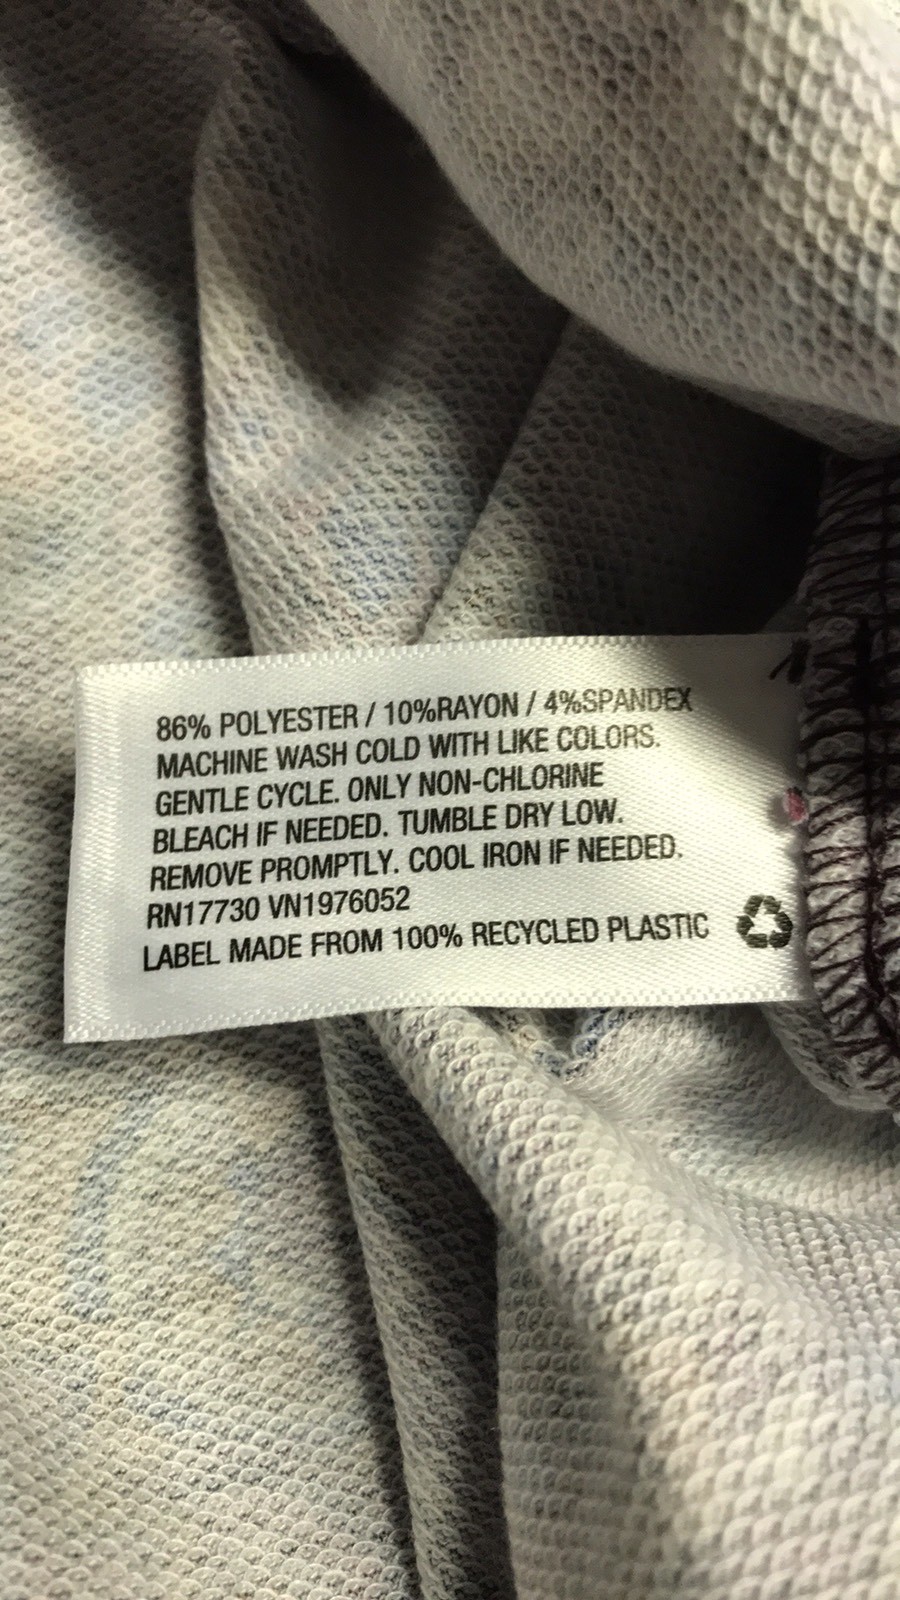 86% POLYESTER / 10%RAYON / 4%SPANDEX
MACHINE WASH COLD WITH LIKE COLORS.
GENTLE CYCLE. ONLY NON-CHLORINE
BLEACH IF NEEDED. TUMBLE DRY LOW.
REMOVE PROMPTLY. COOL IRON IF NEEDED.
RN17730 VN1976052
LABEL MADE FROM 100% RECYCLED PLASTIC